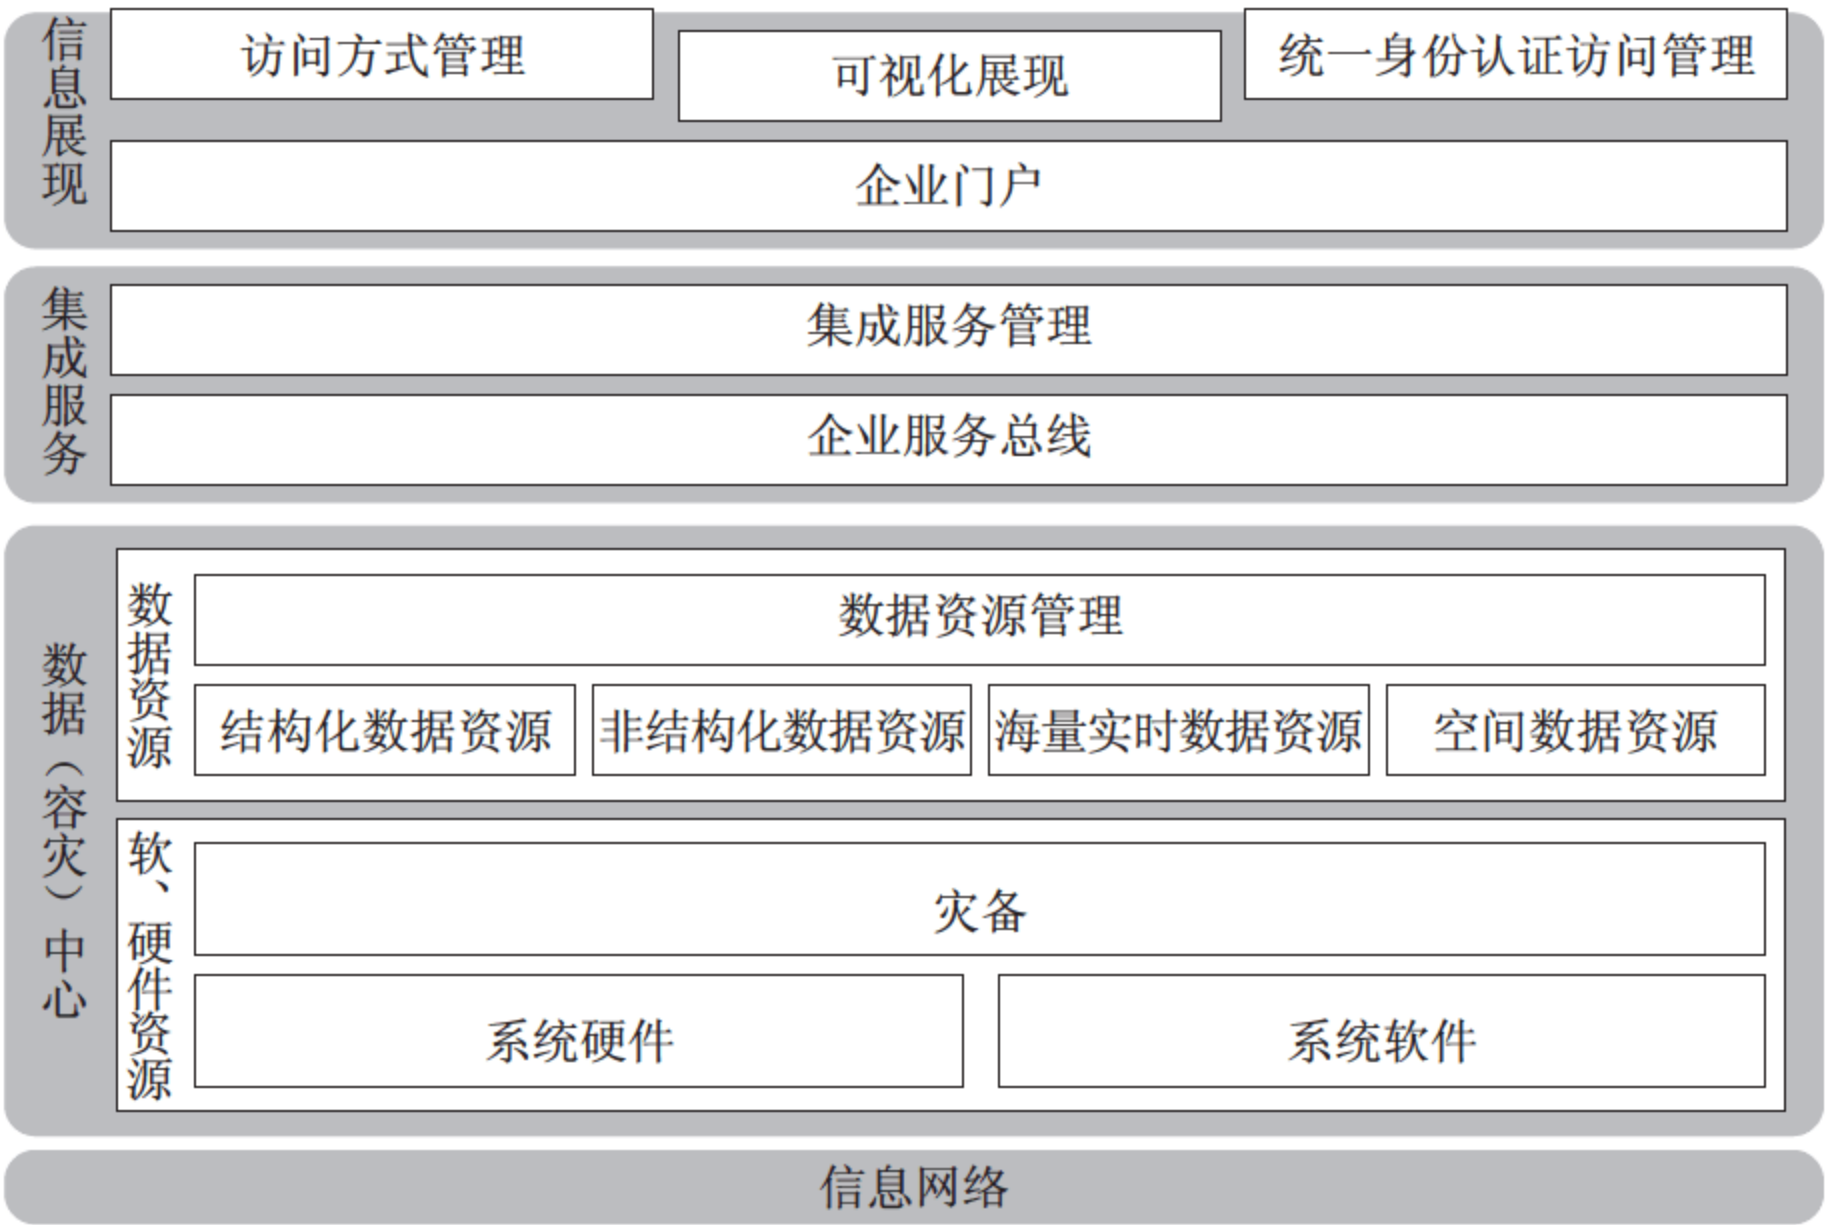 信息展现
访问方式管理
可视化展现
统一身份认证访问管理
企业门户
集成服务
集成服务管理
企业服务总线
数据（容灾）中心
数据资源
数据资源管理
结构化数据资源
非结构化数据资源
海量实时数据资源
空间数据资源
软、硬件资源
灾备
系统硬件
系统软件
信息网络